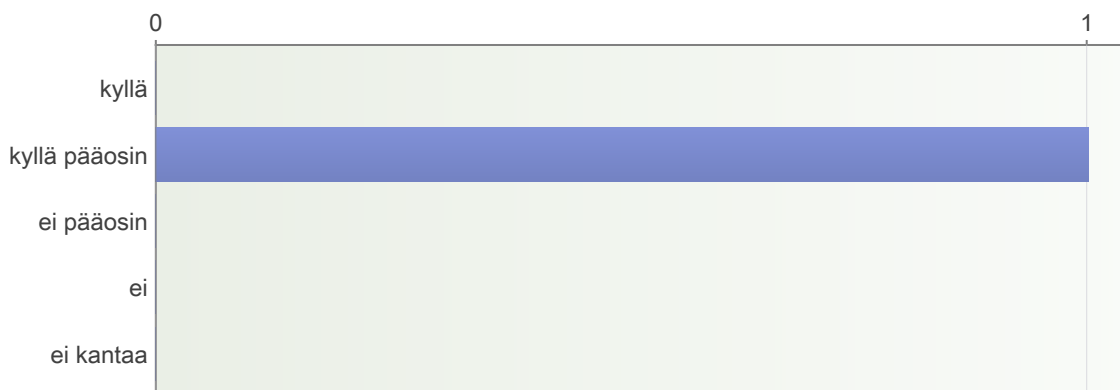 0 1
kyllä
kyllä pääosin
ei pääosin
ei
ei kantaa